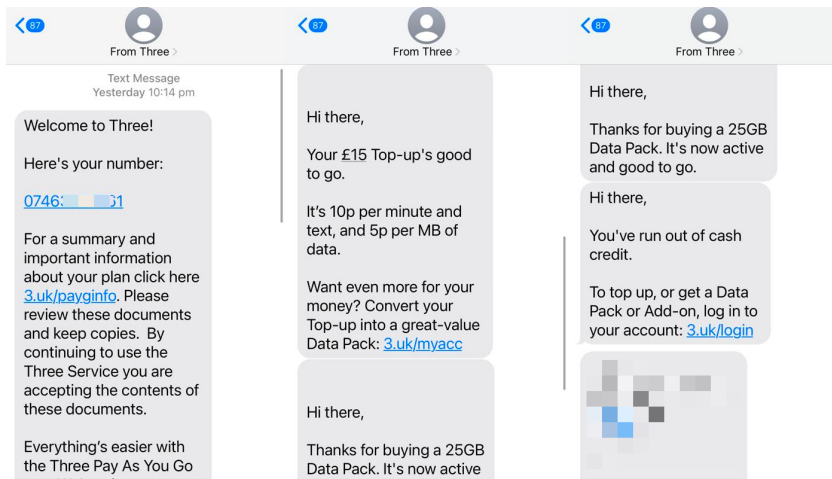 87
From Three >
Text Message
Yesterday 10:14 pm
Welcome to Three!
Here's your number:
0746
For a summary and
important information
about your plan click here
3.uk/payginfo. Please
review these documents
and keep copies.  By
continuing to use the
Three Service you are
accepting the contents of
these documents.
Everything's easier with
the Three Pay As You Go
87
From Three >
Hi there,
Your £15 Top-up's good
to go.
It's 10p per minute and
text, and 5p per MB of
data.
Want even more for your
money? Convert your
Top-up into a great-value
Data Pack: 3.uk/myacc
Hi there,
Thanks for buying a 25GB
Data Pack. It's now active
87
From Three >
Hi there,
Thanks for buying a 25GB
Data Pack. It's now active
and good to go.
Hi there,
You've run out of cash
credit.
To top up, or get a Data
Pack or Add-on, log in to
your account: 3.uk/login